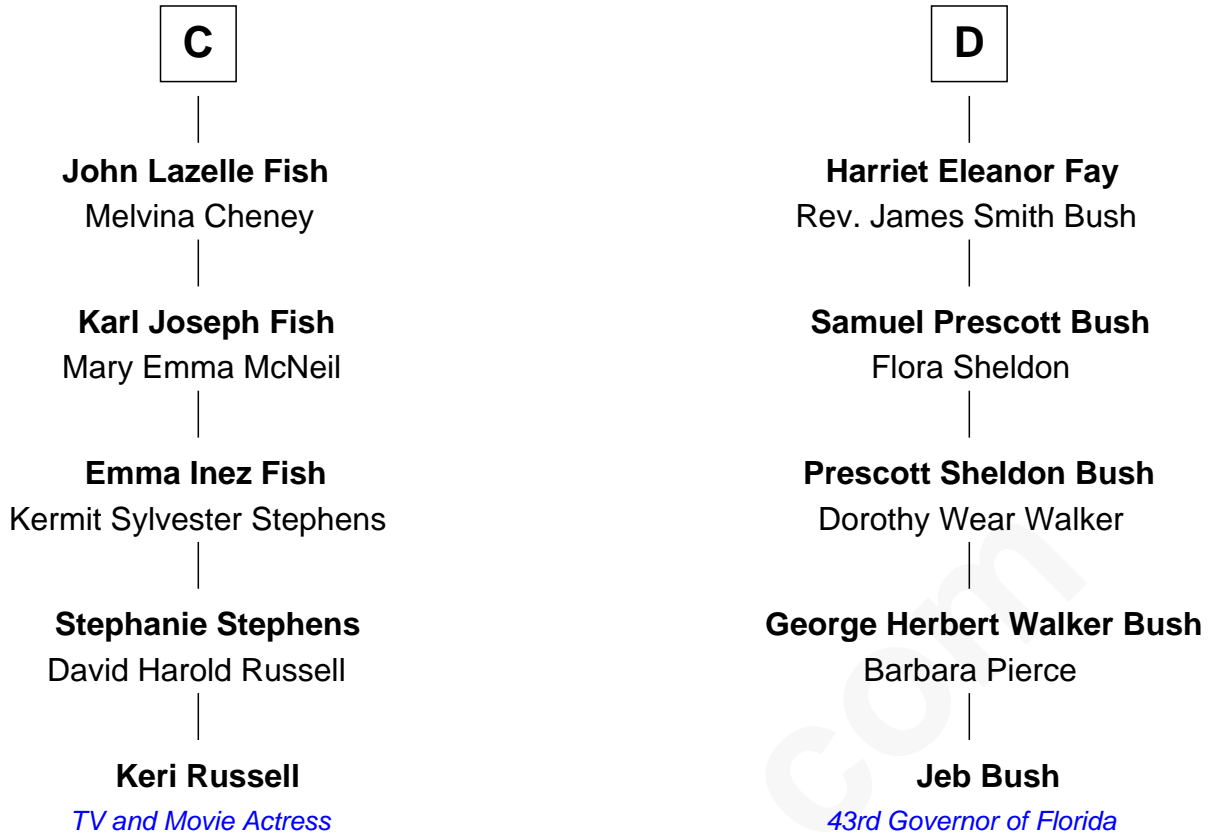 C
John Lazelle Fish
Melvina Cheney
Karl Joseph Fish
Mary Emma McNeil
Emma Inez Fish
Kermit Sylvester Stephens
Stephanie Stephens
David Harold Russell
Keri Russell
TV and Movie Actress
D
Harriet Eleanor Fay
Rev. James Smith Bush
Samuel Prescott Bush
Flora Sheldon
Prescott Sheldon Bush
Dorothy Wear Walker
George Herbert Walker Bush
Barbara Pierce
Jeb Bush
43rd Governor of Florida
com